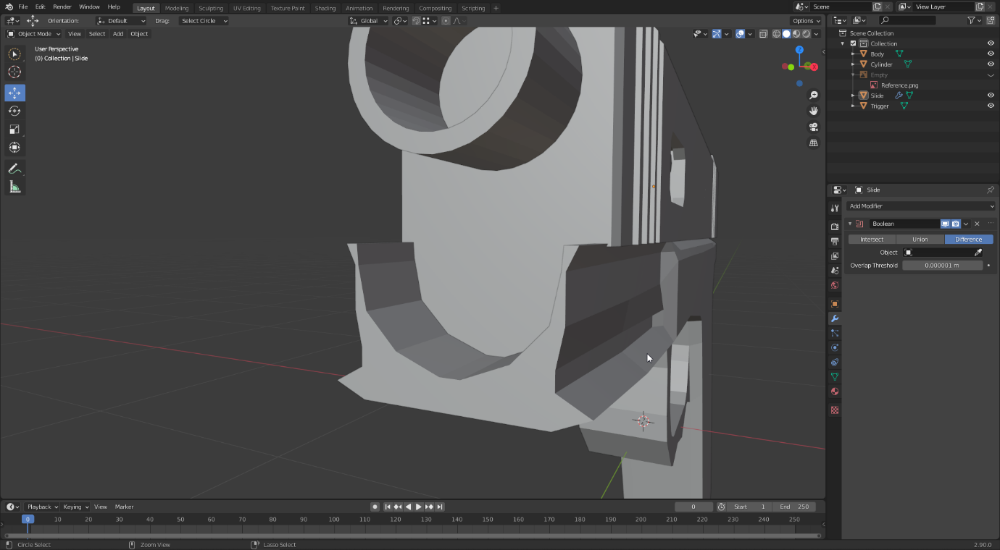 File Edit Render Window Help Layout Modeling Sculpting UV Editing Texture Paint Shading Animation Rendering Compositing Scripting + Scene View Layer
Orientation: Default Drag: Select Circle Global Options
Object Mode View Select Add Object
User Perspective
(0) Collection | Slide
Z
X
Scene Collection
Collection
Body
Cylinder
Empty
Reference.png
Slide
Trigger
Slide
Add Modifier
Boolean
Intersect Union Difference
Object
Overlap Threshold 0.000001 m
Playback Keying View Marker 0 Start 1 End 250
0 10 20 30 40 50 60 70 80 90 100 110 120 130 140 150 160 170 180 190 200 210 220 230 240 250
Circle Select Zoom View Lasso Select 2.90.0